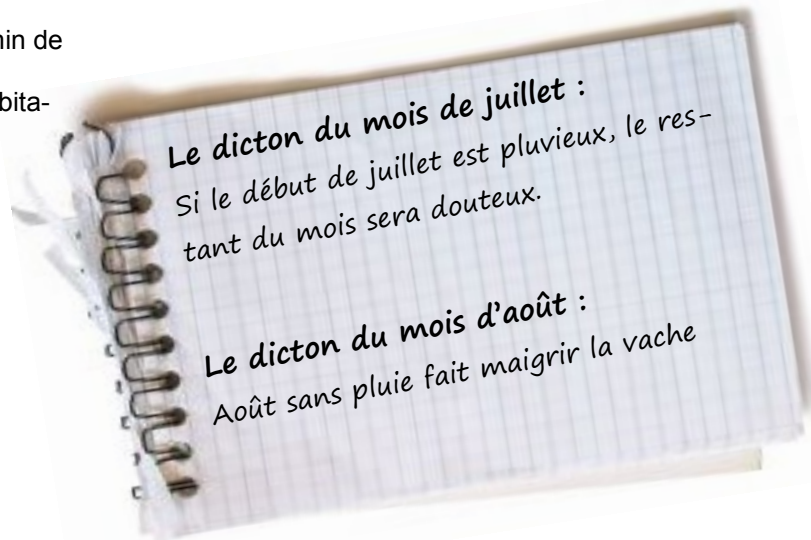 min de
bita-
Le dicton du mois de juillet :
Si le début de juillet est pluvieux, le res-
tant du mois sera douteux.
Le dicton du mois d'août :
Août sans pluie fait maigrir la vache